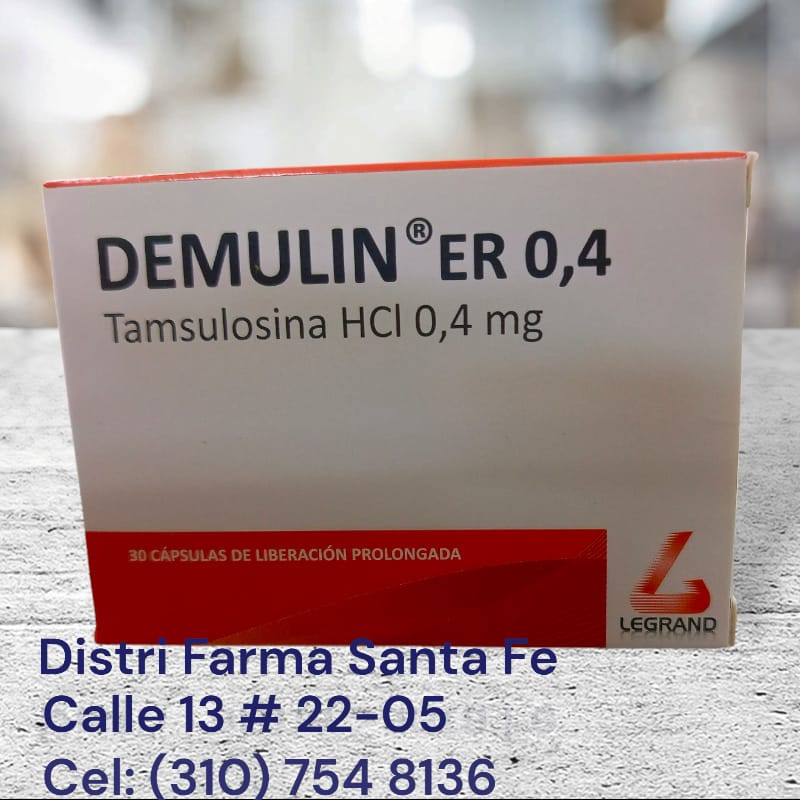 DEMULIN® ER 0,4
Tamsulosina HCl 0,4 mg
30 CÁPSULAS DE LIBERACIÓN PROLONGADA
LEGRAND
Distri Farma Santa Fe
Calle 13 # 22-05
Cel: (310) 754 8136